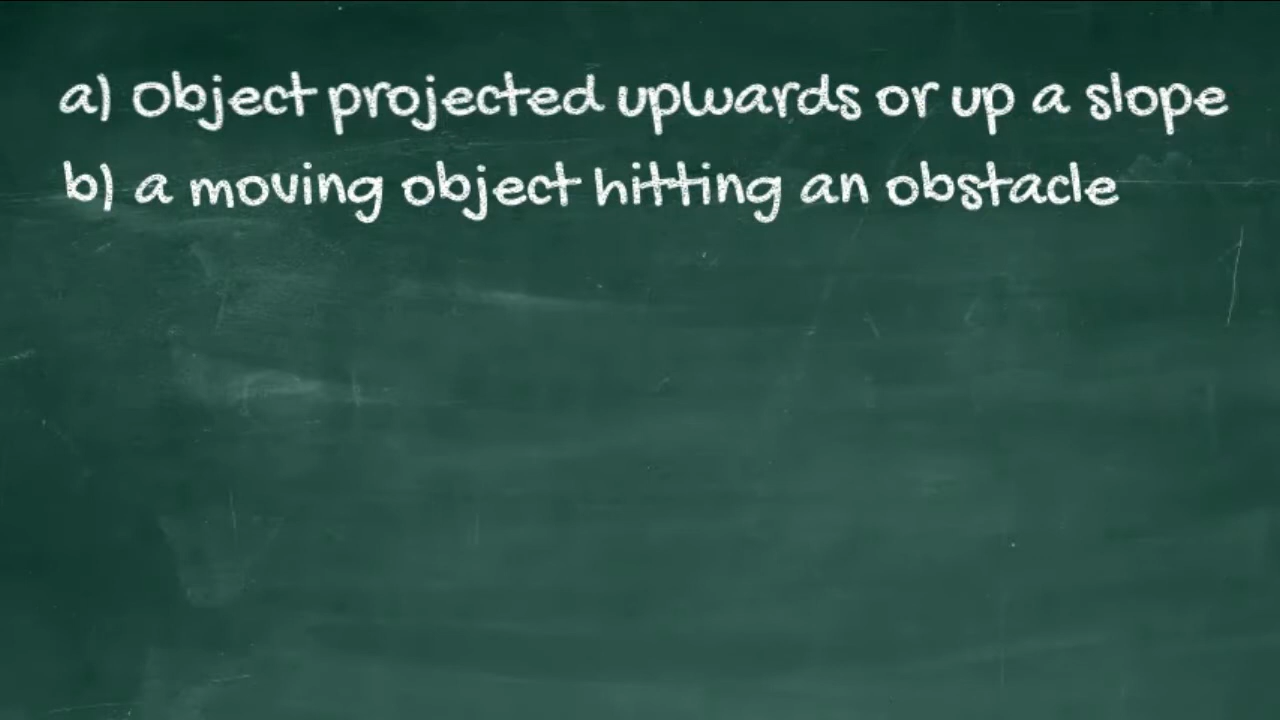 a) Object projected upwards or up a slope
b) a moving object hitting an obstacle